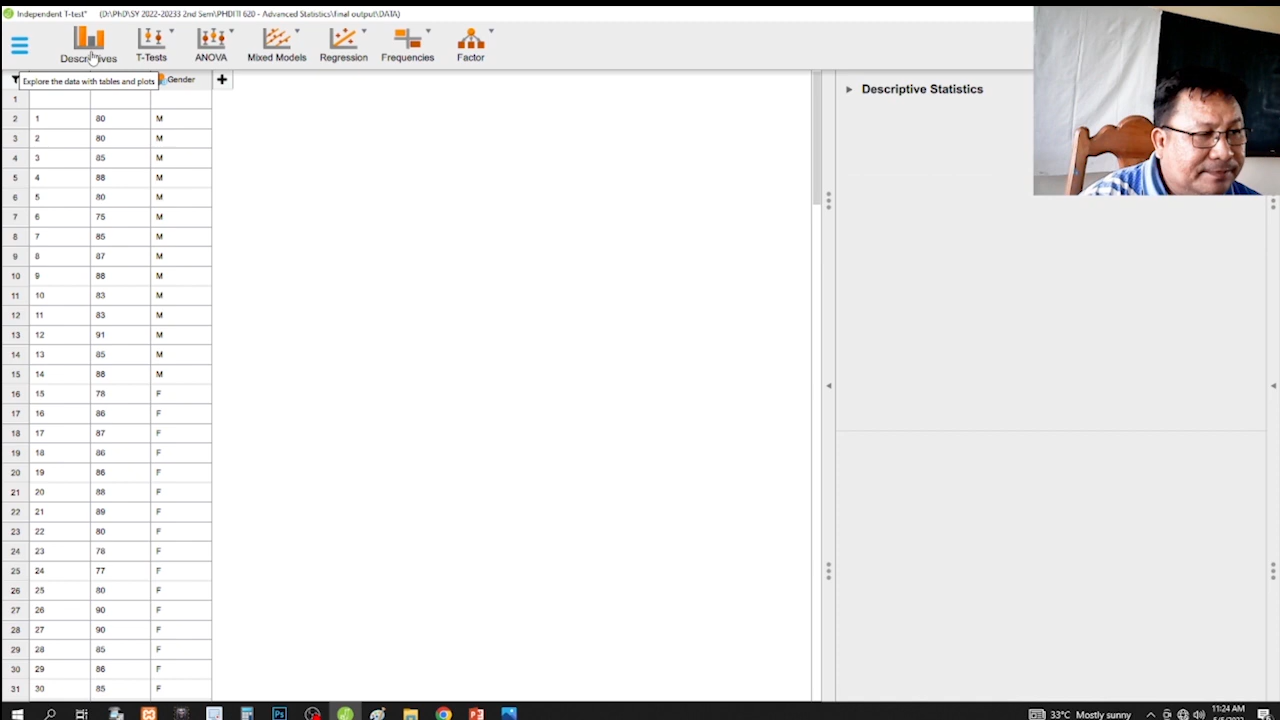 Independent T-test* (D:\PhD\SY 2022-20233 2nd Sem\PHDITI 620 - Advanced Statistics\final output\DATA)
Descriptives T-Tests ANOVA Mixed Models Regression Frequencies Factor
Explore the data with tables and plots Gender +
Descriptive Statistics
1
2 1 80 M
3 2 80 M
4 3 85 M
5 4 88 M
6 5 80 M
7 6 75 M
8 7 85 M
9 8 87 M
10 9 88 M
11 10 83 M
12 11 83 M
13 12 91 M
14 13 85 M
15 14 88 M
16 15 78 F
17 16 86 F
18 17 87 F
19 18 86 F
20 19 86 F
21 20 88 F
22 21 89 F
23 22 80 F
24 23 78 F
25 24 77 F
26 25 80 F
27 26 90 F
28 27 90 F
29 28 85 F
30 29 86 F
31 30 85 F
33°C Mostly sunny 11:24 AM